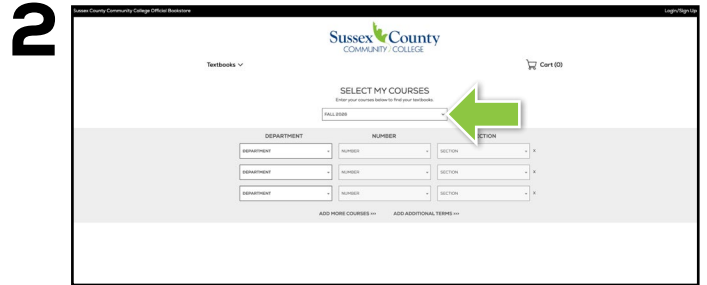 2
Sussex County Community College Official Bookstore
Login/Sign Up
Sussex County
COMMUNITY COLLEGE
Textbooks
Cart (0)
SELECT MY COURSES
Enter your courses below to find your textbooks.
FALL 2026
DEPARTMENT NUMBER CTION
DEPARTMENT NUMBER SECTION x
DEPARTMENT NUMBER SECTION x
DEPARTMENT NUMBER SECTION x
ADD MORE COURSES >>> ADD ADDITIONAL TERMS >>>